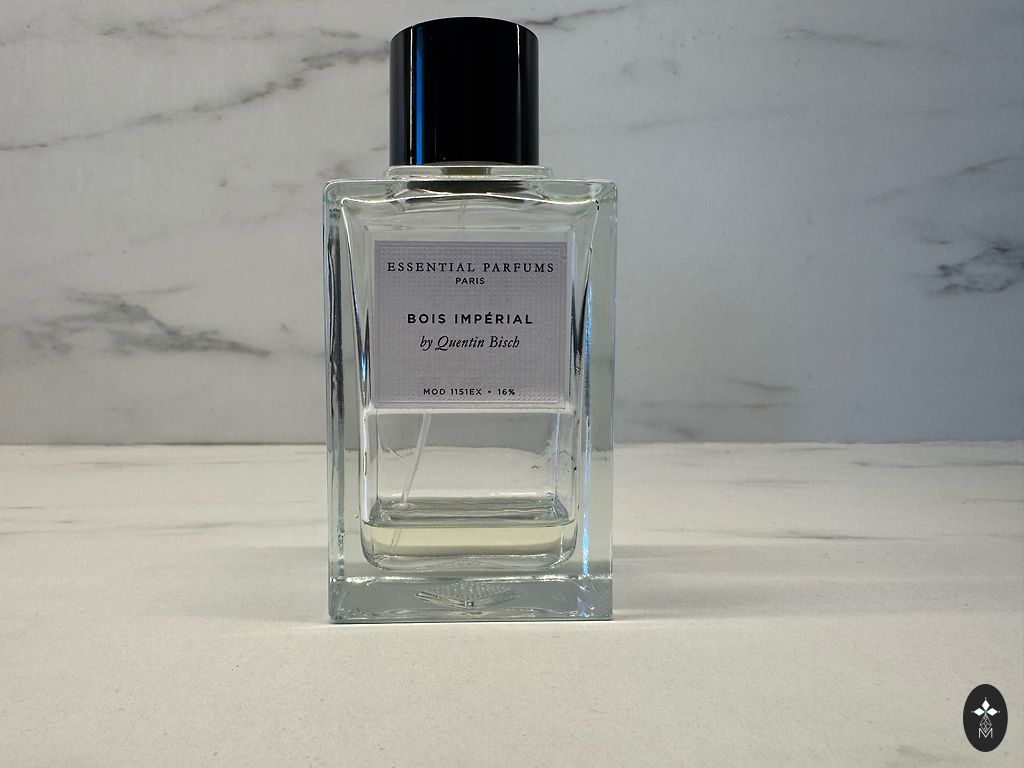 ESSENTIAL PARFUMS
PARIS
BOIS IMPÉRIAL
by Quentin Bisch
MOD 1151EX • 16%
M